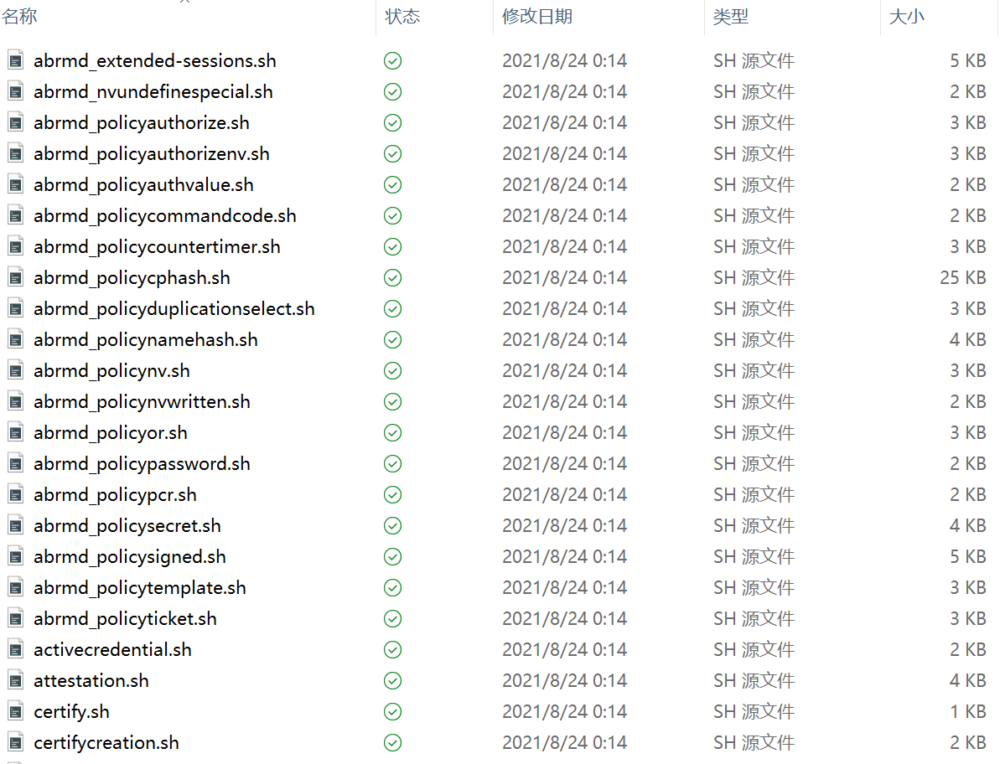 名称 状态 修改日期 类型 大小
abrmd_extended-sessions.sh 2021/8/24 0:14 SH 源文件 5 KB
abrmd_nvundefinespecial.sh 2021/8/24 0:14 SH 源文件 2 KB
abrmd_policyauthorize.sh 2021/8/24 0:14 SH 源文件 3 KB
abrmd_policyauthorizenv.sh 2021/8/24 0:14 SH 源文件 3 KB
abrmd_policyauthvalue.sh 2021/8/24 0:14 SH 源文件 2 KB
abrmd_policycommandcode.sh 2021/8/24 0:14 SH 源文件 2 KB
abrmd_policycountertimer.sh 2021/8/24 0:14 SH 源文件 3 KB
abrmd_policycphash.sh 2021/8/24 0:14 SH 源文件 25 KB
abrmd_policyduplicationselect.sh 2021/8/24 0:14 SH 源文件 3 KB
abrmd_policynamehash.sh 2021/8/24 0:14 SH 源文件 4 KB
abrmd_policynv.sh 2021/8/24 0:14 SH 源文件 3 KB
abrmd_policynvwritten.sh 2021/8/24 0:14 SH 源文件 2 KB
abrmd_policyor.sh 2021/8/24 0:14 SH 源文件 3 KB
abrmd_policypassword.sh 2021/8/24 0:14 SH 源文件 2 KB
abrmd_policypcr.sh 2021/8/24 0:14 SH 源文件 2 KB
abrmd_policysecret.sh 2021/8/24 0:14 SH 源文件 4 KB
abrmd_policysigned.sh 2021/8/24 0:14 SH 源文件 5 KB
abrmd_policytemplate.sh 2021/8/24 0:14 SH 源文件 3 KB
abrmd_policyticket.sh 2021/8/24 0:14 SH 源文件 3 KB
activecredential.sh 2021/8/24 0:14 SH 源文件 2 KB
attestation.sh 2021/8/24 0:14 SH 源文件 4 KB
certify.sh 2021/8/24 0:14 SH 源文件 1 KB
certifycreation.sh 2021/8/24 0:14 SH 源文件 2 KB